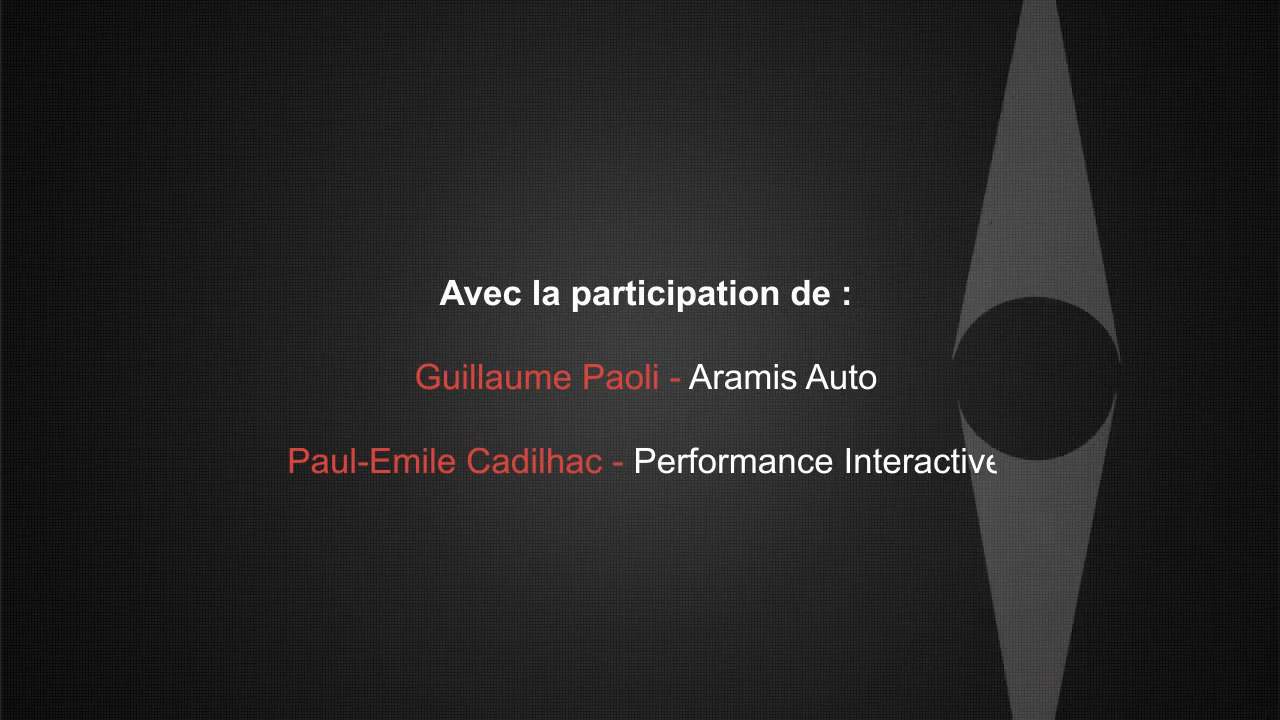 Avec la participation de :
Guillaume Paoli - Aramis Auto
Paul-Emile Cadilhac - Performance Interactive